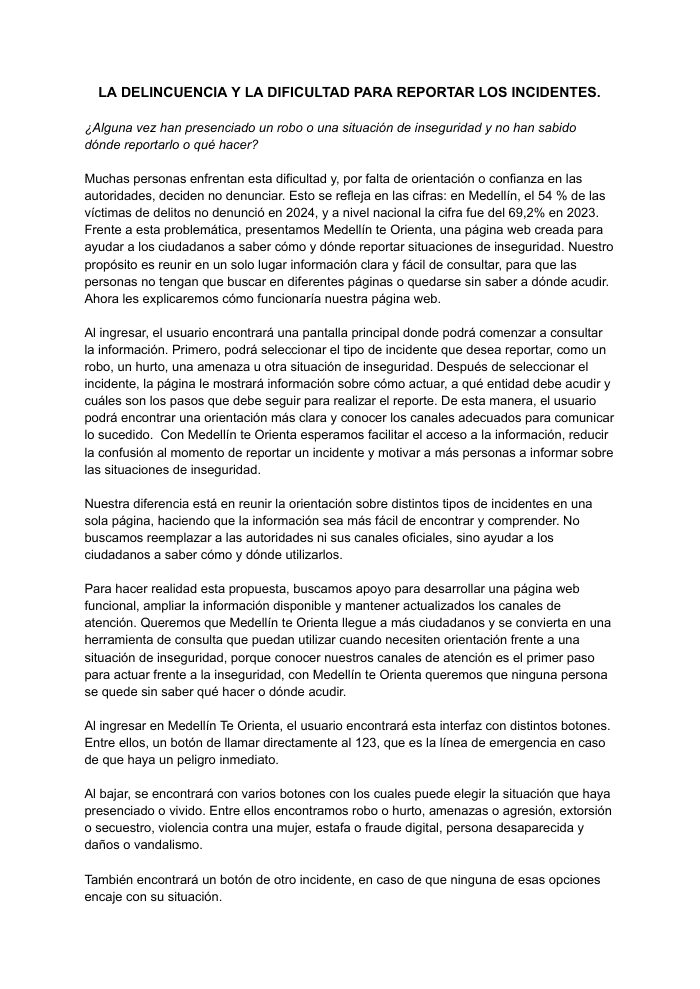 LA DELINCUENCIA Y LA DIFICULTAD PARA REPORTAR LOS INCIDENTES.
¿Alguna vez han presenciado un robo o una situación de inseguridad y no han sabido
dónde reportarlo o qué hacer?
Muchas personas enfrentan esta dificultad y, por falta de orientación o confianza en las
autoridades, deciden no denunciar. Esto se refleja en las cifras: en Medellín, el 54 % de las
víctimas de delitos no denunció en 2024, y a nivel nacional la cifra fue del 69,2% en 2023.
Frente a esta problemática, presentamos Medellín te Orienta, una página web creada para
ayudar a los ciudadanos a saber cómo y dónde reportar situaciones de inseguridad. Nuestro
propósito es reunir en un solo lugar información clara y fácil de consultar, para que las
personas no tengan que buscar en diferentes páginas o quedarse sin saber a dónde acudir.
Ahora les explicaremos cómo funcionaría nuestra página web.
Al ingresar, el usuario encontrará una pantalla principal donde podrá comenzar a consultar
la información. Primero, podrá seleccionar el tipo de incidente que desea reportar, como un
robo, un hurto, una amenaza u otra situación de inseguridad. Después de seleccionar el
incidente, la página le mostrará información sobre cómo actuar, a qué entidad debe acudir y
cuáles son los pasos que debe seguir para realizar el reporte. De esta manera, el usuario
podrá encontrar una orientación más clara y conocer los canales adecuados para comunicar
lo sucedido.  Con Medellín te Orienta esperamos facilitar el acceso a la información, reducir
la confusión al momento de reportar un incidente y motivar a más personas a informar sobre
las situaciones de inseguridad.
Nuestra diferencia está en reunir la orientación sobre distintos tipos de incidentes en una
sola página, haciendo que la información sea más fácil de encontrar y comprender. No
buscamos reemplazar a las autoridades ni sus canales oficiales, sino ayudar a los
ciudadanos a saber cómo y dónde utilizarlos.
Para hacer realidad esta propuesta, buscamos apoyo para desarrollar una página web
funcional, ampliar la información disponible y mantener actualizados los canales de
atención. Queremos que Medellín te Orienta llegue a más ciudadanos y se convierta en una
herramienta de consulta que puedan utilizar cuando necesiten orientación frente a una
situación de inseguridad, porque conocer nuestros canales de atención es el primer paso
para actuar frente a la inseguridad, con Medellín te Orienta queremos que ninguna persona
se quede sin saber qué hacer o dónde acudir.
Al ingresar en Medellín Te Orienta, el usuario encontrará esta interfaz con distintos botones.
Entre ellos, un botón de llamar directamente al 123, que es la línea de emergencia en caso
de que haya un peligro inmediato.
Al bajar, se encontrará con varios botones con los cuales puede elegir la situación que haya
presenciado o vivido. Entre ellos encontramos robo o hurto, amenazas o agresión, extorsión
o secuestro, violencia contra una mujer, estafa o fraude digital, persona desaparecida y
daños o vandalismo.
También encontrará un botón de otro incidente, en caso de que ninguna de esas opciones
encaje con su situación.